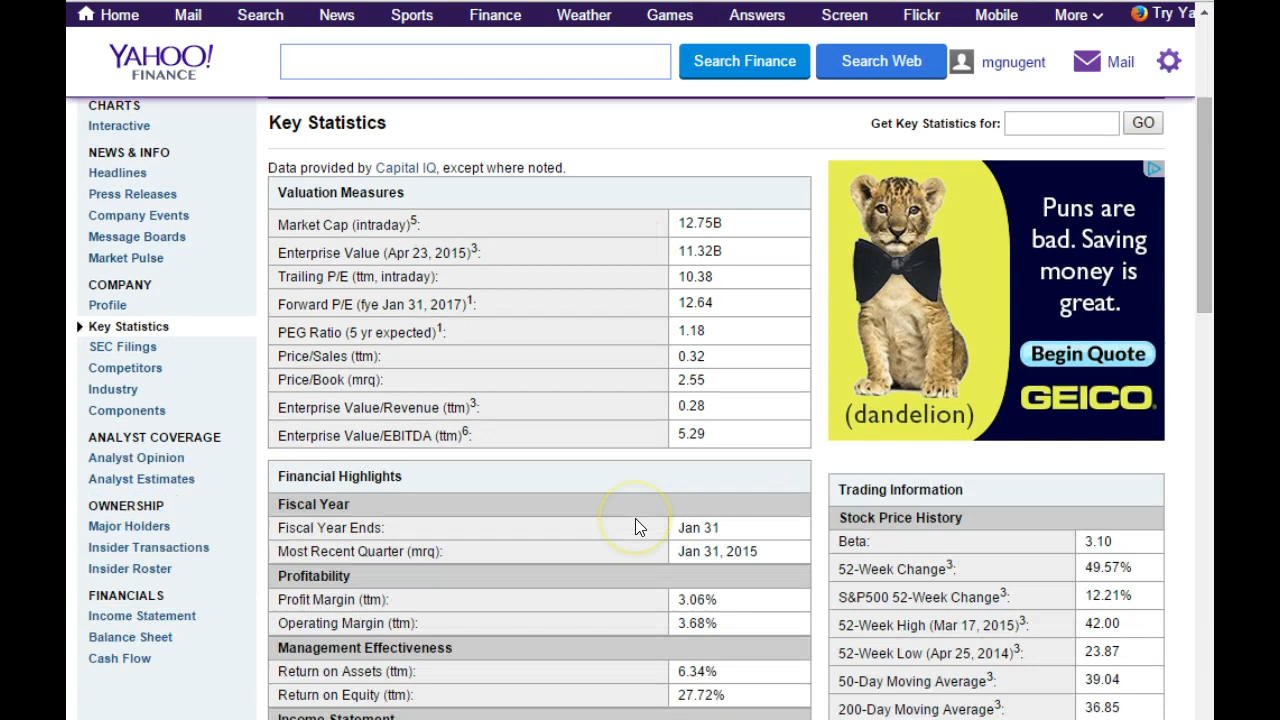 Home Mail Search News Sports Finance Weather Games Answers Screen Flickr Mobile More Try Ya
YAHOO!
FINANCE
Search Finance Search Web mgnugent Mail
CHARTS
Interactive
NEWS & INFO
Headlines
Press Releases
Company Events
Message Boards
Market Pulse
COMPANY
Profile
Key Statistics
SEC Filings
Competitors
Industry
Components
ANALYST COVERAGE
Analyst Opinion
Analyst Estimates
OWNERSHIP
Major Holders
Insider Transactions
Insider Roster
FINANCIALS
Income Statement
Balance Sheet
Cash Flow
Key Statistics
Get Key Statistics for: GO
Data provided by Capital IQ, except where noted.
Valuation Measures
Market Cap (intraday)5: 12.75B
Enterprise Value (Apr 23, 2015)3: 11.32B
Trailing P/E (ttm, intraday): 10.38
Forward P/E (fye Jan 31, 2017)1: 12.64
PEG Ratio (5 yr expected)1: 1.18
Price/Sales (ttm): 0.32
Price/Book (mrq): 2.55
Enterprise Value/Revenue (ttm)3: 0.28
Enterprise Value/EBITDA (ttm)6: 5.29
Financial Highlights
Fiscal Year
Fiscal Year Ends: Jan 31
Most Recent Quarter (mrq): Jan 31, 2015
Profitability
Profit Margin (ttm): 3.06%
Operating Margin (ttm): 3.68%
Management Effectiveness
Return on Assets (ttm): 6.34%
Return on Equity (ttm): 27.72%
Income Statement
Puns are
bad. Saving
money is
great.
Begin Quote
GEICO.
(dandelion)
Trading Information
Stock Price History
Beta: 3.10
52-Week Change3: 49.57%
S&P500 52-Week Change3: 12.21%
52-Week High (Mar 17, 2015)3: 42.00
52-Week Low (Apr 25, 2014)3: 23.87
50-Day Moving Average3: 39.04
200-Day Moving Average3: 36.85